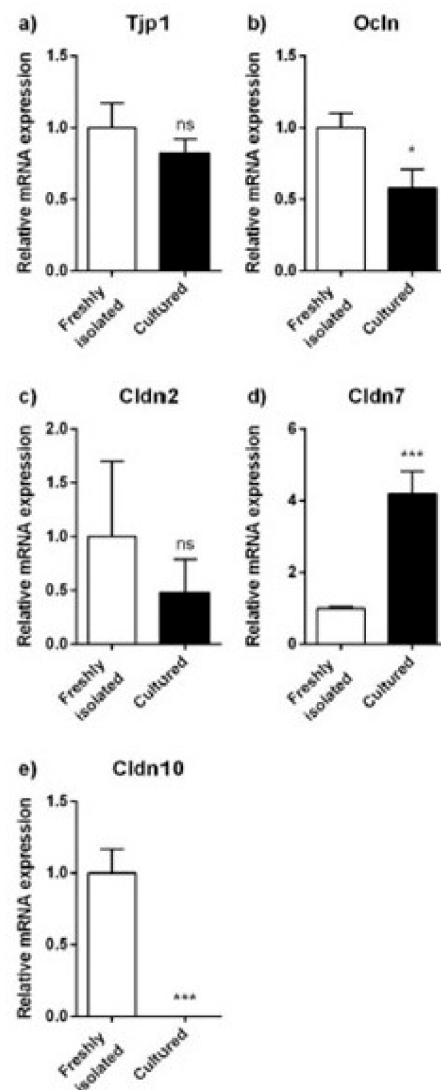 a) Tjp1
Relative mRNA expression
1.5
1.0
0.5
0.0
ns
Freshly
isolated
Cultured
b) Ocln
Relative mRNA expression
1.5
1.0
0.5
0.0
*
Freshly
isolated
Cultured
c) Cldn2
Relative mRNA expression
2.0
1.5
1.0
0.5
0.0
ns
Freshly
isolated
Cultured
d) Cldn7
Relative mRNA expression
6
4
2
0
***
Freshly
isolated
Cultured
e) Cldn10
Relative mRNA expression
1.5
1.0
0.5
0.0
***
Freshly
isolated
Cultured